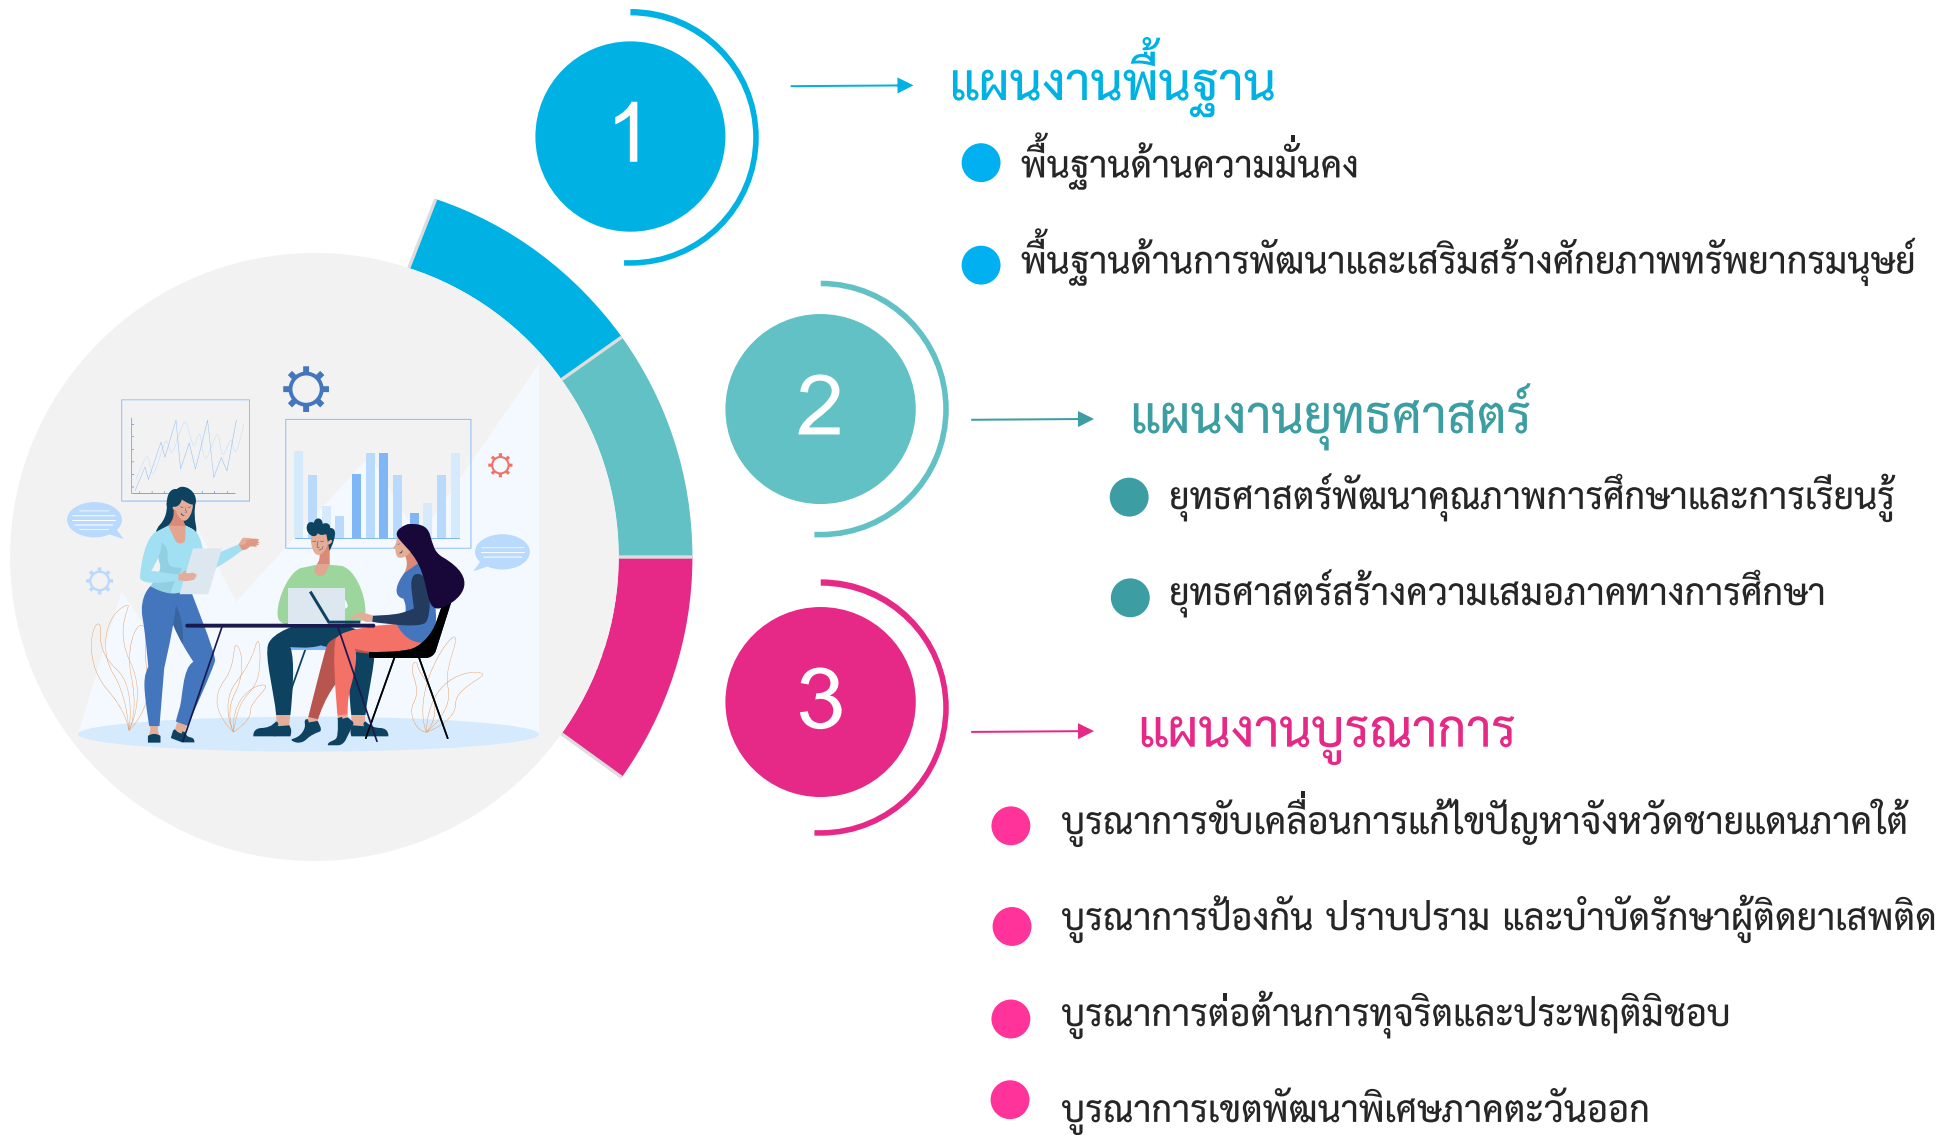 1
แผนงานพื้นฐาน
พื้นฐานด้านความมั่นคง
พื้นฐานด้านการพัฒนาและเสริมสร้างศักยภาพทรัพยากรมนุษย์
2
แผนงานยุทธศาสตร์
ยุทธศาสตร์พัฒนาคุณภาพการศึกษาและการเรียนรู้
ยุทธศาสตร์สร้างความเสมอภาคทางการศึกษา
3
แผนงานบูรณาการ
บูรณาการขับเคลื่อนการแก้ไขปัญหาจังหวัดชายแดนภาคใต้
บูรณาการป้องกัน ปราบปราม และบำบัดรักษาผู้ติดยาเสพติด
บูรณาการต่อต้านการทุจริตและประพฤติมิชอบ
บูรณาการเขตพัฒนาพิเศษภาคตะวันออก